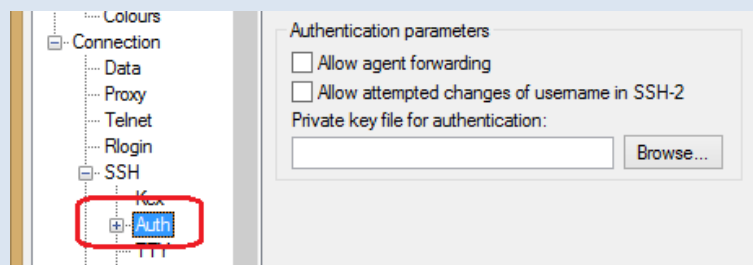 Colours
Connection
Data
Proxy
Telnet
Rlogin
SSH
Kex
Auth
TTY
Authentication parameters
Allow agent forwarding
Allow attempted changes of username in SSH-2
Private key file for authentication:
Browse...